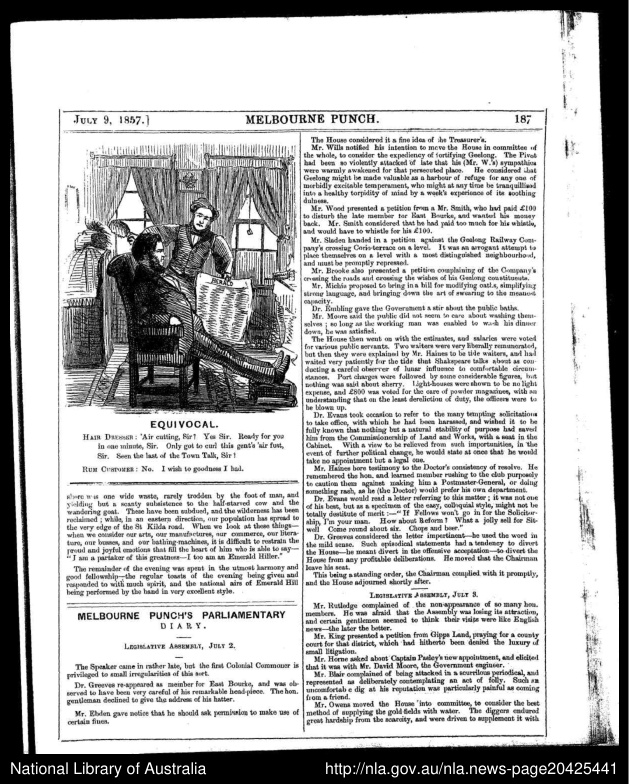 JULY 9, 1857.]
MELBOURNE PUNCH.
187
EQUIVOCAL.
HAIR DRESSER: 'Air cutting, Sir? Yes Sir. Ready for you
in one minute, Sir. Only got to curl this gent's 'air fust,
Sir. Seen the last of the Town Talk, Sir!
RUM CUSTOMER: No. I wish to goodness I had.
there was one wide waste, rarely trodden by the foot of man, and
yielding but a scanty subsistence to the half-starved cow and the
wandering goat. These have been subdued, and the wilderness has been
reclaimed; while, in an eastern direction, our population has spread to
the very edge of the St Kilda road. When we look at these things—
when we consider our arts, our manufactures, our commerce, our litera-
ture, our busses, and our bathing-machines, it is difficult to restrain the
proud and joyful emotions that fill the heart of him who is able to say—
"I am a partaker of this greatness—I too am an Emerald Hiller."
The remainder of the evening was spent in the utmost harmony and
good fellowship—the regular toasts of the evening being given and
responded to with much spirit, and the national airs of Emerald Hill
being performed by the band in very excellent style.
MELBOURNE PUNCH'S PARLIAMENTARY
DIARY.
LEGISLATIVE ASSEMBLY, JULY 2.
The Speaker came in rather late, but the first Colonial Commoner is
privileged to small irregularities of this sort.
Dr. Greeves re-appeared as member for East Bourke, and was ob-
served to have been very careful of his remarkable head-piece. The hon.
gentleman declined to give the address of his hatter.
Mr. Ebden gave notice that he should ask permission to make use of
certain fines.
The House considered it a fine idea of the Treasurer's.
Mr. Wills notified his intention to move the House in committee of
the whole, to consider the expediency of fortifying Geelong. The Pivot
had been so violently attacked of late that his (Mr. W.'s) sympathies
were warmly awakened for that persecuted place. He considered that
Geelong might be made valuable as a harbour of refuge for any one of
morbidly excitable temperament, who might at any time be tranquillised
into a healthy torpidity of mind by a week's experience of its soothing
dulness.
Mr. Wood presented a petition from a Mr. Smith, who had paid £100
to disturb the late member for East Bourke, and wanted his money
back. Mr. Smith considered that he had paid too much for his whistle,
and would have to whistle for his £100.
Mr. Sladen handed in a petition against the Geelong Railway Com-
pany's crossing Corio-terrace on a level. It was an arrogant attempt to
place themselves on a level with a most distinguished neighbourhood,
and must be promptly repressed.
Mr. Brooke also presented a petition complaining of the Company's
crossing the roads and crossing the wishes of his Geelong constituents.
Mr. Michie proposed to bring in a bill for modifying oaths, simplifying
strong language, and bringing down the art of swearing to the meanest
capacity.
Dr. Embling gave the Government a stir about the public baths.
Mr. Moore said the public did not seem to care about washing them-
selves; so long as the working man was enabled to wash his dinner
down, he was satisfied.
The House then went on with the estimates, and salaries were voted
for various public servants. Two waiters were very liberally remunerated,
but then they were explained by Mr. Haines to be tide waiters, and had
waited very patiently for the tide that Shakespeare talks about as con-
ducting a careful observer of lunar influence to comfortable circum-
stances. Port charges were followed by some considerable figures, but
nothing was said about sherry. Light-houses were shown to be no light
expense, and £800 was voted for the care of powder magazines, with an
understanding that on the least dereliction of duty, the officers were to
be blown up.
Dr. Evans took occasion to refer to the many tempting solicitations
to take office, with which he had been harassed, and wished it to be
fully known that nothing but a natural stability of purpose had saved
him from the Commissionership of Land and Works, with a seat in the
Cabinet. With a view to be relieved from such importunities, in the
event of further political change, he would state at once that he would
take no appointment but a legal one.
Mr. Haines bore testimony to the Doctor's consistency of resolve. He
remembered the hon. and learned member rushing to the club purposely
to caution them against making him a Postmaster-General, or doing
something rash, as he (the Doctor) would prefer his own department.
Dr. Evans would read a letter referring to this matter; it was not one
of his best, but as a specimen of the easy, colloquial style, might not be
totally destitute of merit:—"If Fellows won't go in for the Solicitor-
ship, I'm your man. How about Reform? What a jolly sell for Sit-
well Come round about six. Chops and beer."
Dr. Greeves considered the letter impertinent—he used the word in
the mild sense. Such episodical statements had a tendency to divert
the House—he meant divert in the offensive acceptation—to divert the
House from any profitable deliberations. He moved that the Chairman
leave his seat.
This being a standing order, the Chairman complied with it promptly,
and the House adjourned shortly after.
LEGISLATIVE ASSEMBLY, JULY 3.
Mr. Rutledge complained of the non-appearance of so many hon.
members. He was afraid that the Assembly was losing its attraction,
and certain gentlemen seemed to think their visits were like English
news—the later the better.
Mr. King presented a petition from Gipps Land, praying for a county
court for that district, which had hitherto been denied the luxury of
small litigation.
Mr. Horne asked about Captain Pasley's new appointment, and elicited
that it was with Mr. David Moore, the Government engineer.
Mr. Blair complained of being attacked in a scurrilous periodical, and
represented as deliberately contemplating an act of folly. Such an
uncomfortable dig at his reputation was particularly painful as coming
from a friend.
Mr. Owens moved the House into committee, to consider the best
method of supplying the gold-fields with water. The diggers endured
great hardship from the scarcity, and were driven to supplement it with
National Library of Australia
http://nla.gov.au/nla.news-page20425441